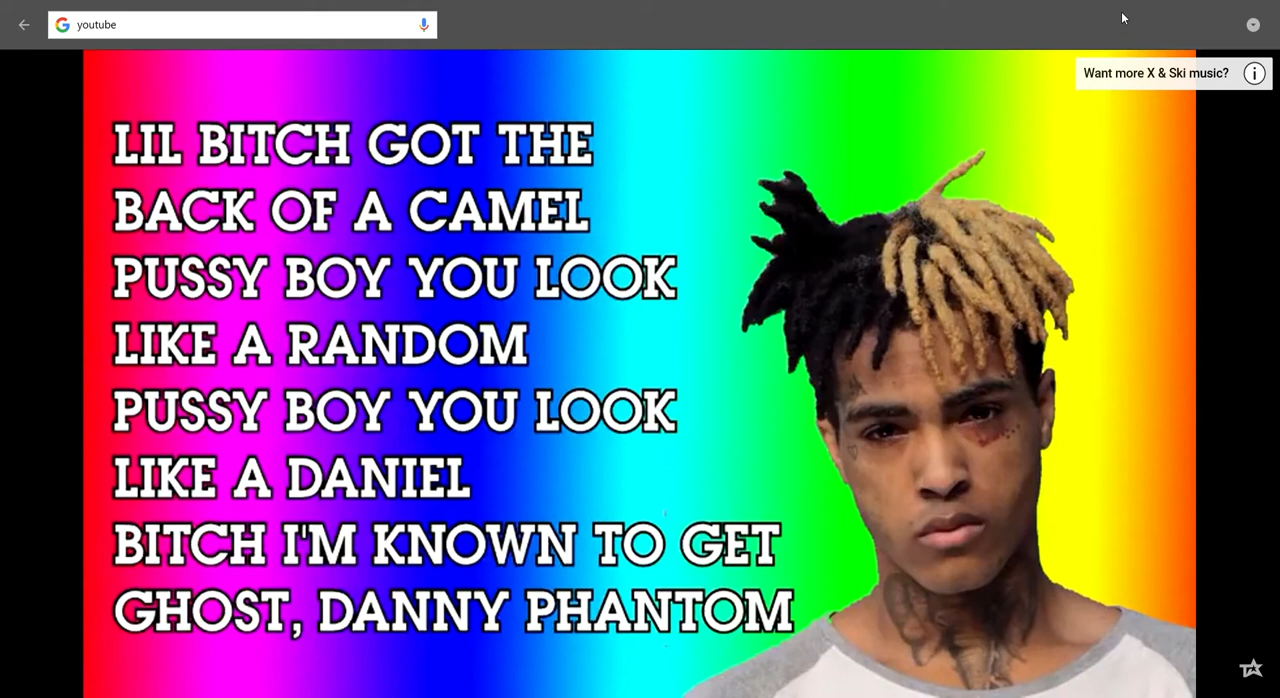 youtube
Want more X & Ski music?
LIL BITCH GOT THE
BACK OF A CAMEL
PUSSY BOY YOU LOOK
LIKE A RANDOM
PUSSY BOY YOU LOOK
LIKE A DANIEL
BITCH I'M KNOWN TO GET
GHOST, DANNY PHANTOM